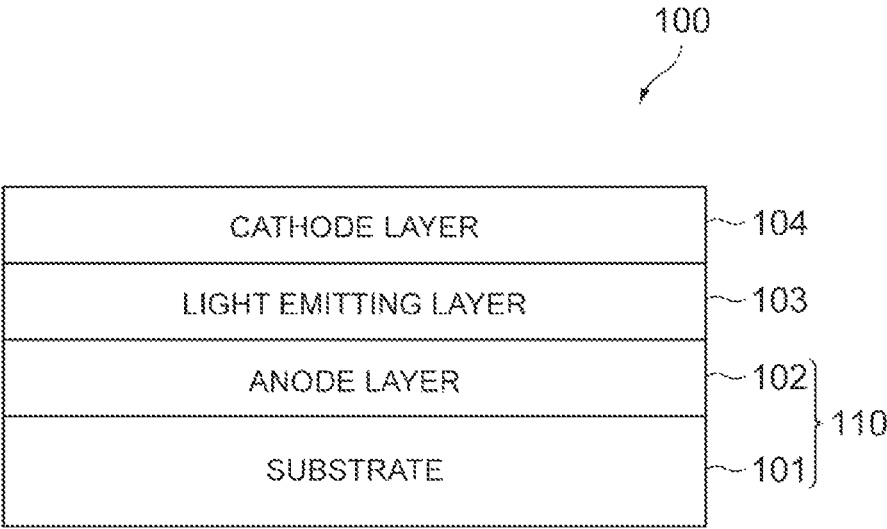 100
CATHODE LAYER 104
LIGHT EMITTING LAYER 103
ANODE LAYER 102
110
SUBSTRATE 101